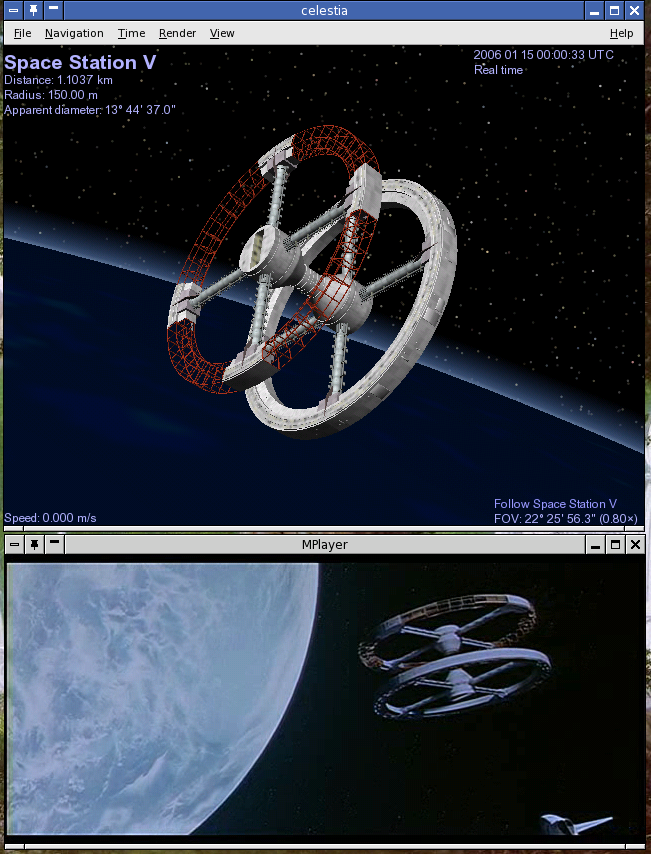 celestia
File Navigation Time Render View Help
Space Station V
Distance: 1.1037 km
Radius: 150.00 m
Apparent diameter: 13° 44' 37.0"
2006 01 15 00:00:33 UTC
Real time
Speed: 0.000 m/s
Follow Space Station V
FOV: 22° 25' 56.3" (0.80×)
MPlayer